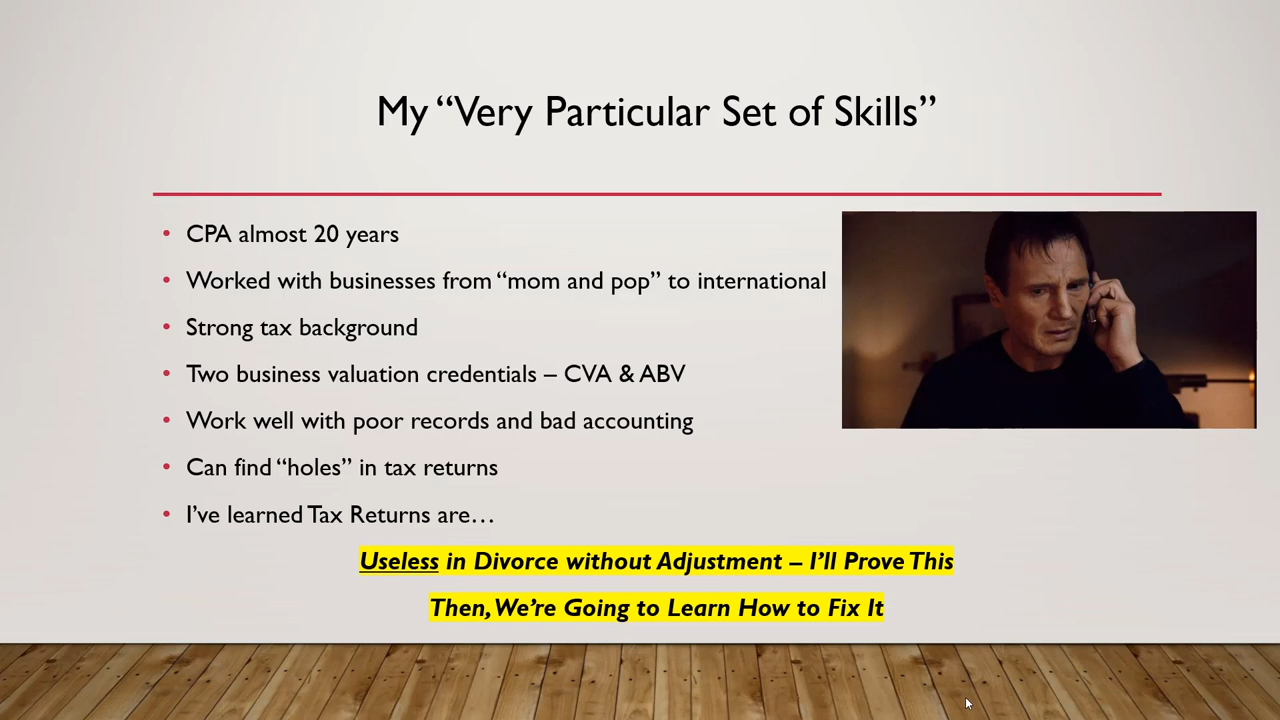 My “Very Particular Set of Skills”
• CPA almost 20 years
• Worked with businesses from “mom and pop” to international
• Strong tax background
• Two business valuation credentials – CVA & ABV
• Work well with poor records and bad accounting
• Can find “holes” in tax returns
• I’ve learned Tax Returns are…
Useless in Divorce without Adjustment – I’ll Prove This
Then, We’re Going to Learn How to Fix It